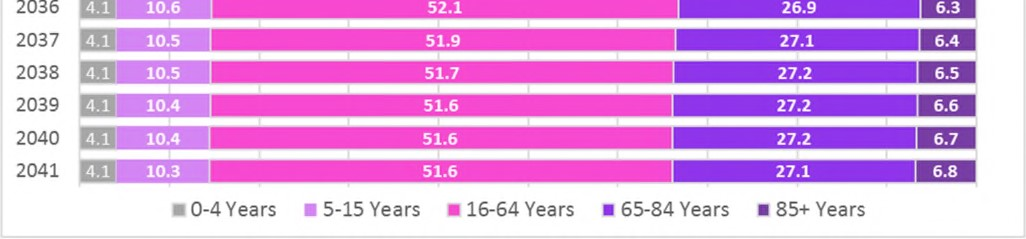 2036 4.1 10.6 52.1 26.9 6.3
2037 4.1 10.5 51.9 27.1 6.4
2038 4.1 10.5 51.7 27.2 6.5
2039 4.1 10.4 51.6 27.2 6.6
2040 4.1 10.4 51.6 27.2 6.7
2041 4.1 10.3 51.6 27.1 6.8
0-4 Years 5-15 Years 16-64 Years 65-84 Years 85+ Years